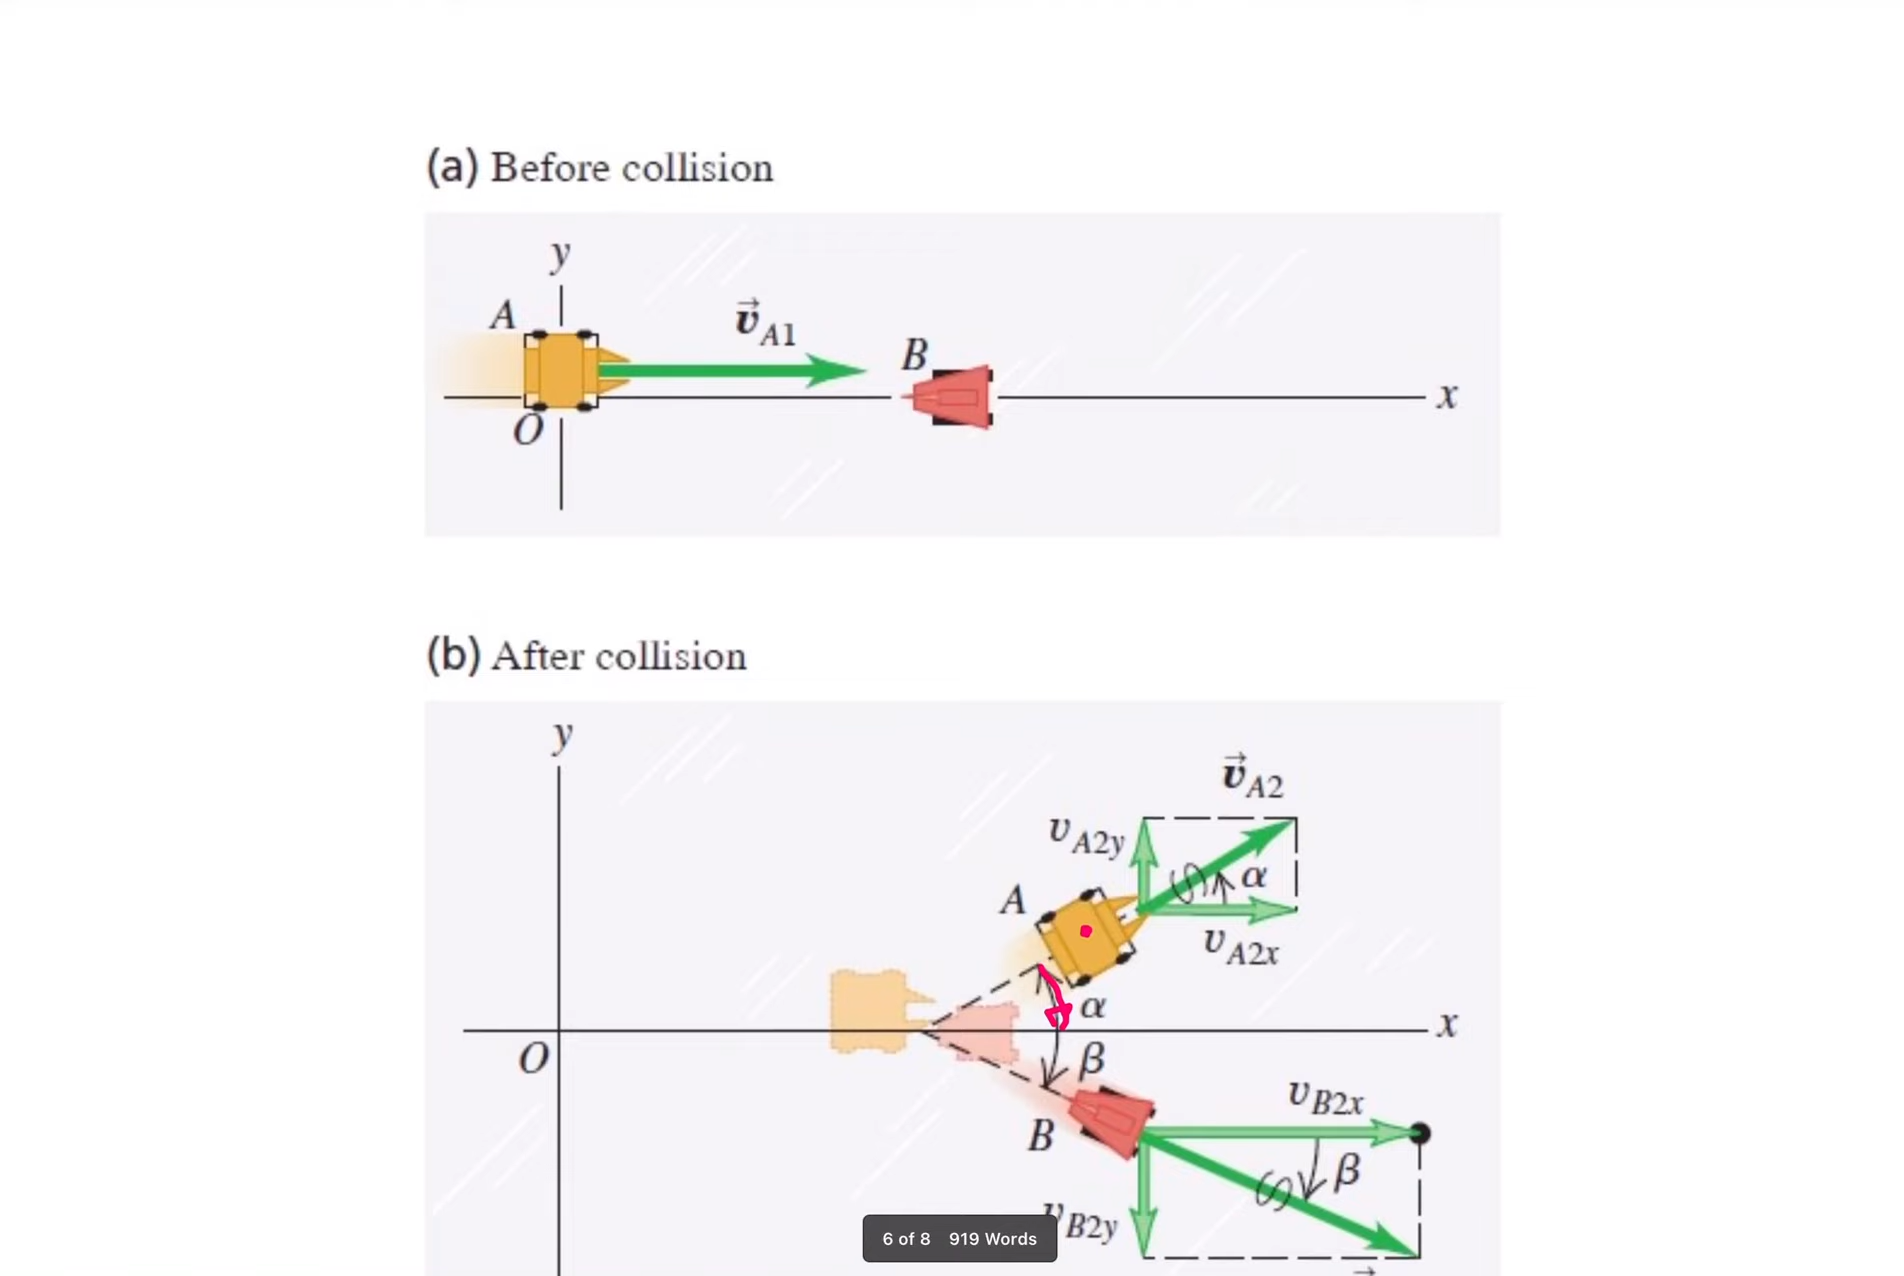 (a) Before collision
y
A
v⃗A1
B
x
O
(b) After collision
y
v⃗A2
vA2y
α
A
vA2x
α
x
O
β
vB2x
B
β
vB2y
6 of 8 919 Words